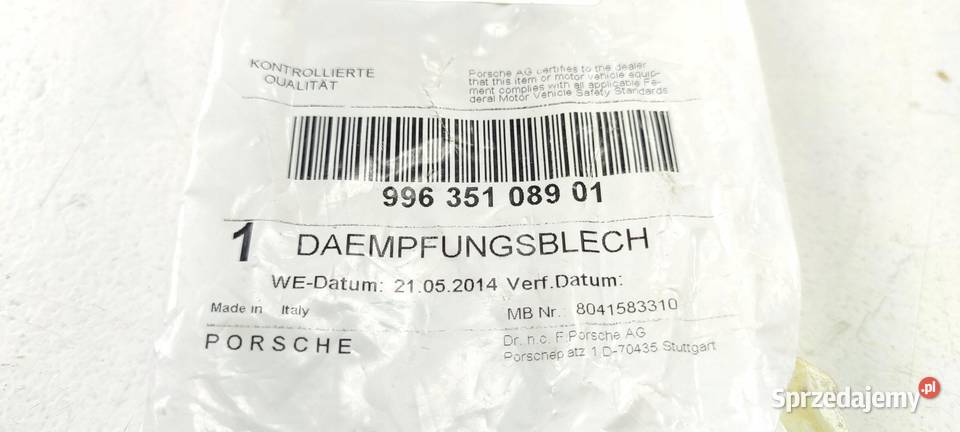 KONTROLLIERTE
QUALITÄT
Porsche AG certifies to the dealer
that this item or motor vehicle equip-
ment complies with all applicable Fe-
deral Motor Vehicle Safety Standards
996 351 089 01
1 DAEMPFUNGSBLECH
WE-Datum: 21.05.2014 Verf.Datum:
Made in Italy
MB Nr.: 8041583310
PORSCHE
Dr. h.c. F.Porsche AG
Porscheplatz 1 D-70435 Stuttgart
Sprzedajemy.pl